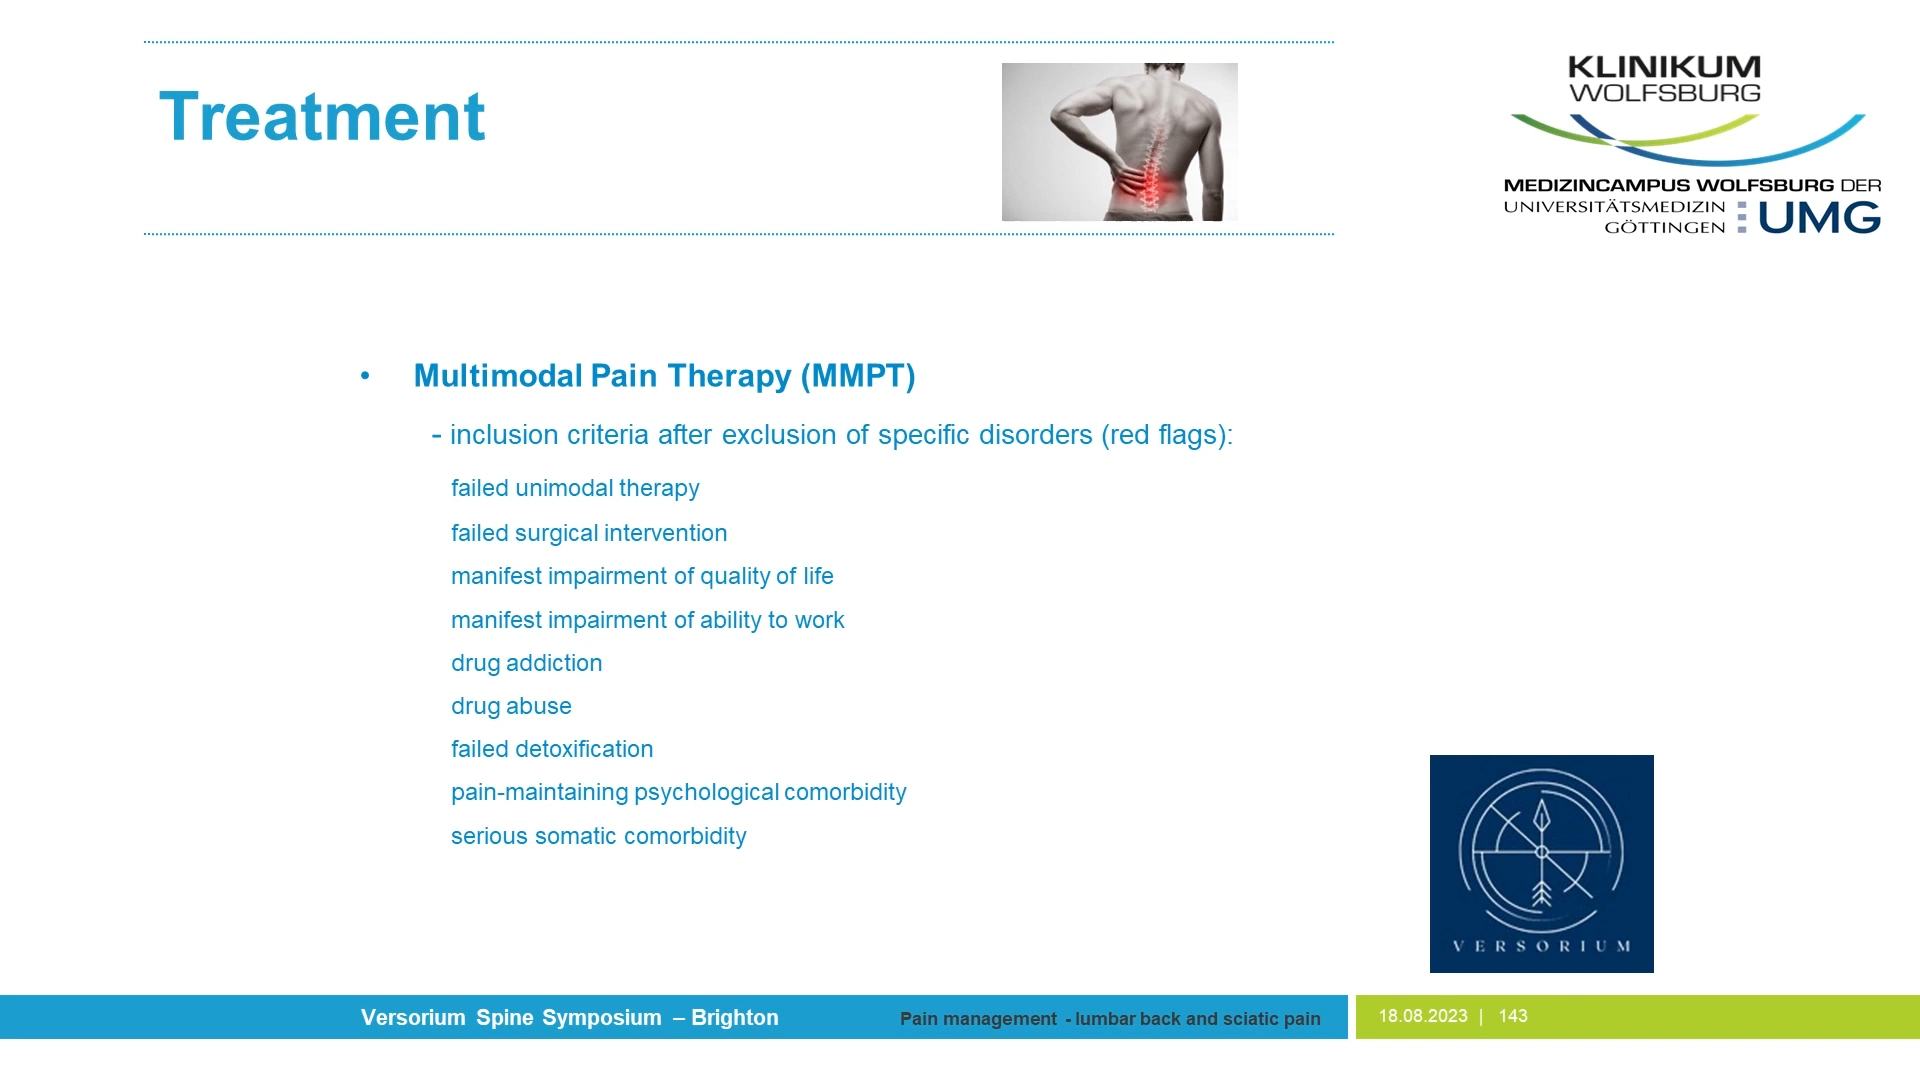 Treatment
KLINIKUM
WOLFSBURG
MEDIZINCAMPUS WOLFSBURG DER
UNIVERSITÄTSMEDIZIN
GÖTTINGEN
UMG
• Multimodal Pain Therapy (MMPT)
- inclusion criteria after exclusion of specific disorders (red flags):
failed unimodal therapy
failed surgical intervention
manifest impairment of quality of life
manifest impairment of ability to work
drug addiction
drug abuse
failed detoxification
pain-maintaining psychological comorbidity
serious somatic comorbidity
VERSORIUM
Versorium Spine Symposium – Brighton
Pain management - lumbar back and sciatic pain
18.08.2023 | 143